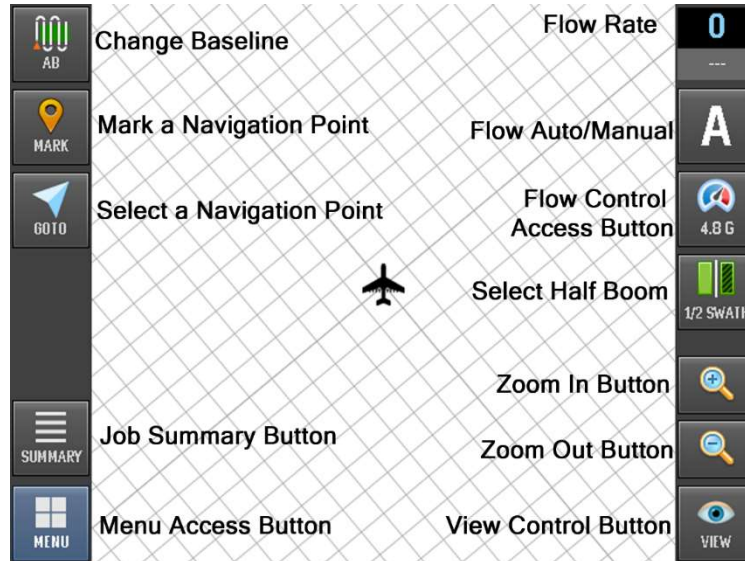 AB
Change Baseline
Flow Rate
0
---
MARK
Mark a Navigation Point
Flow Auto/Manual
A
GOTO
Select a Navigation Point
Flow Control
Access Button
4.8 G
Select Half Boom
1/2 SWATH
Zoom In Button
SUMMARY
Job Summary Button
Zoom Out Button
MENU
Menu Access Button
View Control Button
VIEW